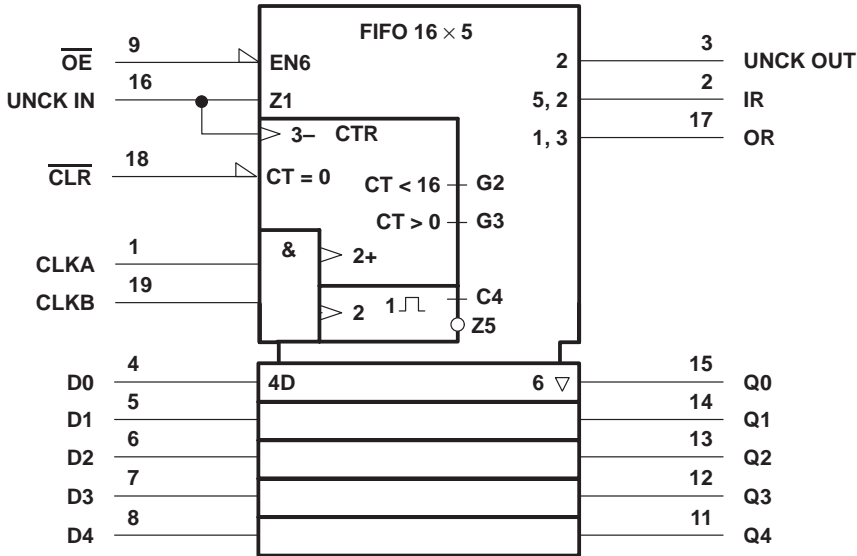 FIFO 16 × 5
OE 9 EN6 2 3 UNCK OUT
UNCK IN 16 Z1 5, 2 2 IR
3– CTR 1, 3 17 OR
CLR 18 CT = 0 CT < 16 G2
CT > 0 G3
CLKA 1 & 2+
CLKB 19 2 1 C4
Z5
D0 4 4D 6 ▽ 15 Q0
D1 5 14 Q1
D2 6 13 Q2
D3 7 12 Q3
D4 8 11 Q4